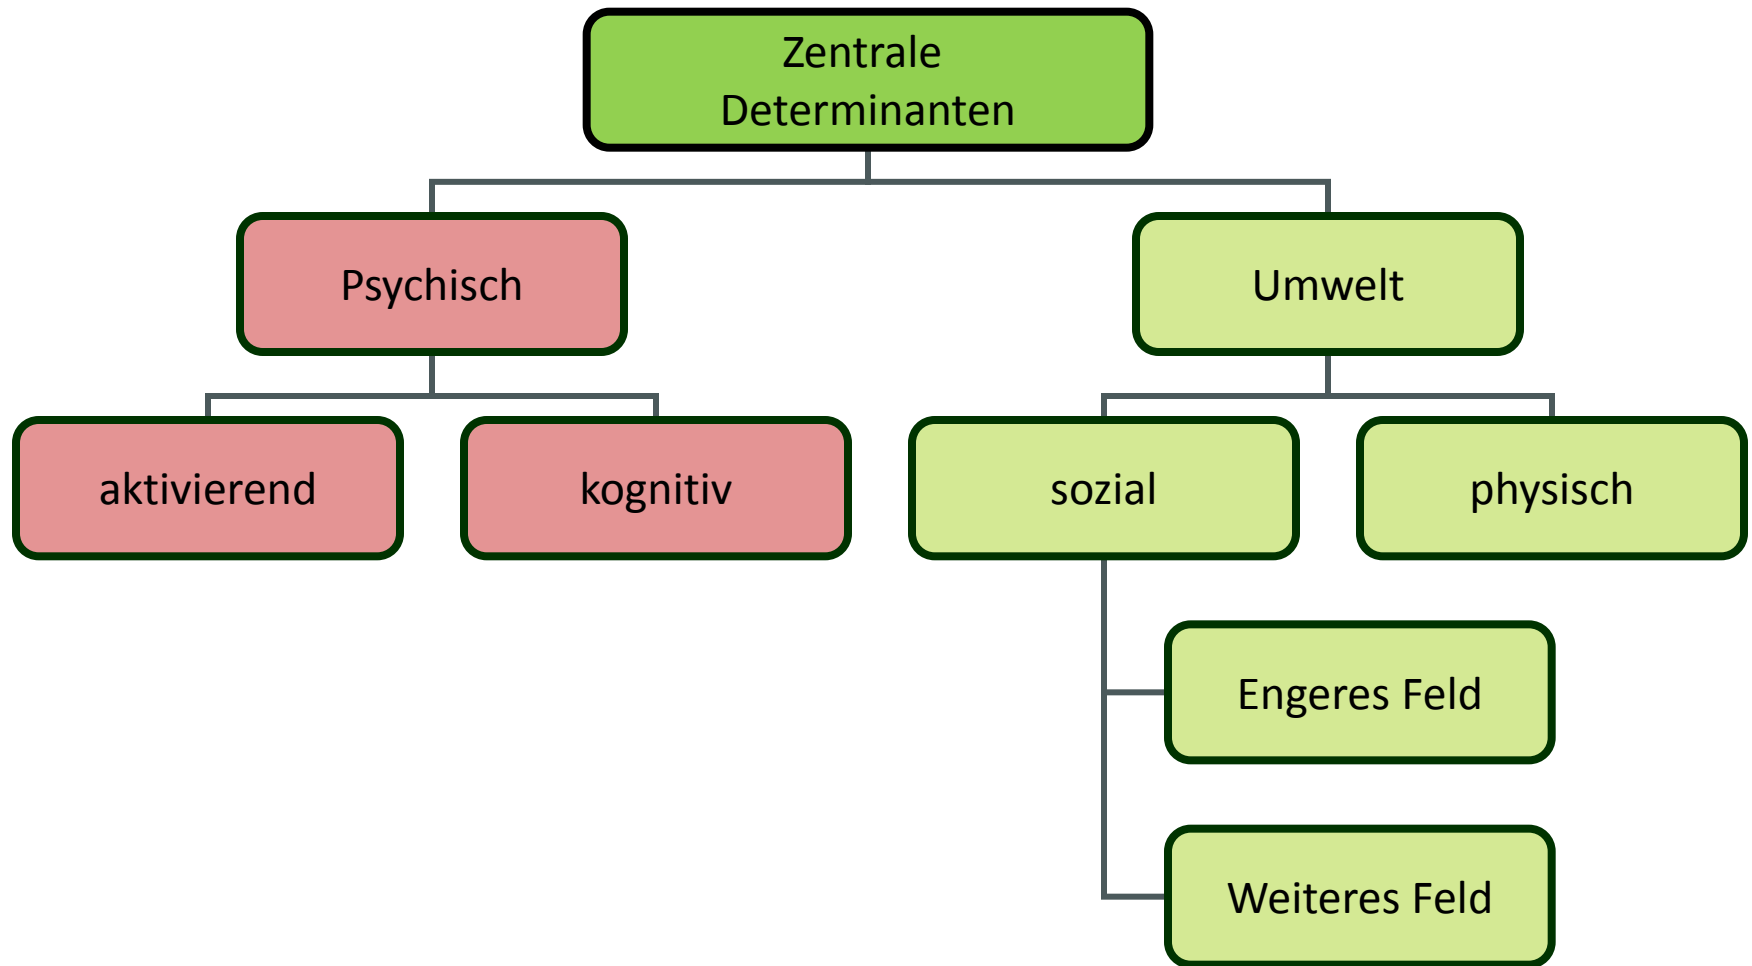 Zentrale
Determinanten
Psychisch
Umwelt
aktivierend
kognitiv
sozial
physisch
Engeres Feld
Weiteres Feld